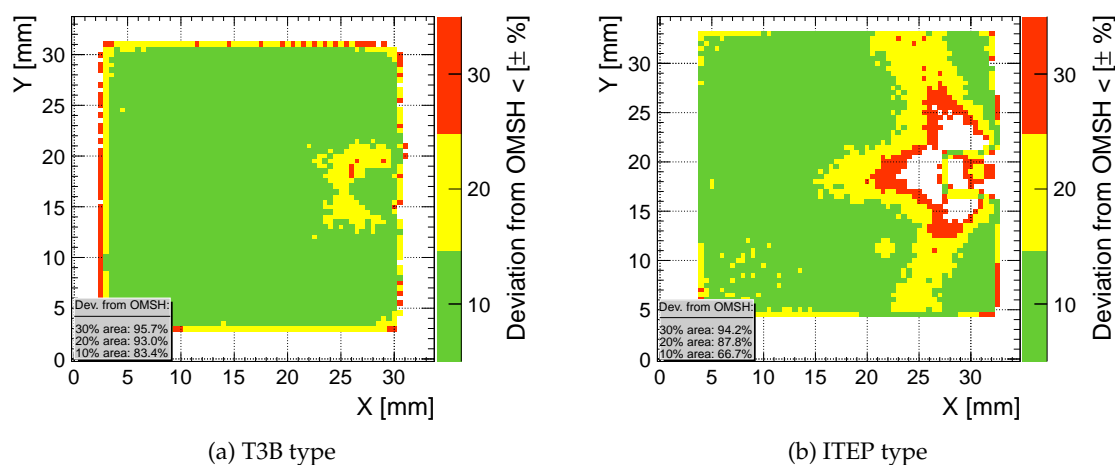 Y [mm]
30
25
20
15
10
5
0
Dev. from OMSH:
30% area: 95.7%
20% area: 93.0%
10% area: 83.4%
0 5 10 15 20 25 30
X [mm]
30
20
10
Deviation from OMSH < [± %]
(a) T3B type
Y [mm]
30
25
20
15
10
5
0
Dev. from OMSH:
30% area: 94.2%
20% area: 87.8%
10% area: 66.7%
0 5 10 15 20 25 30
X [mm]
30
20
10
Deviation from OMSH < [± %]
(b) ITEP type